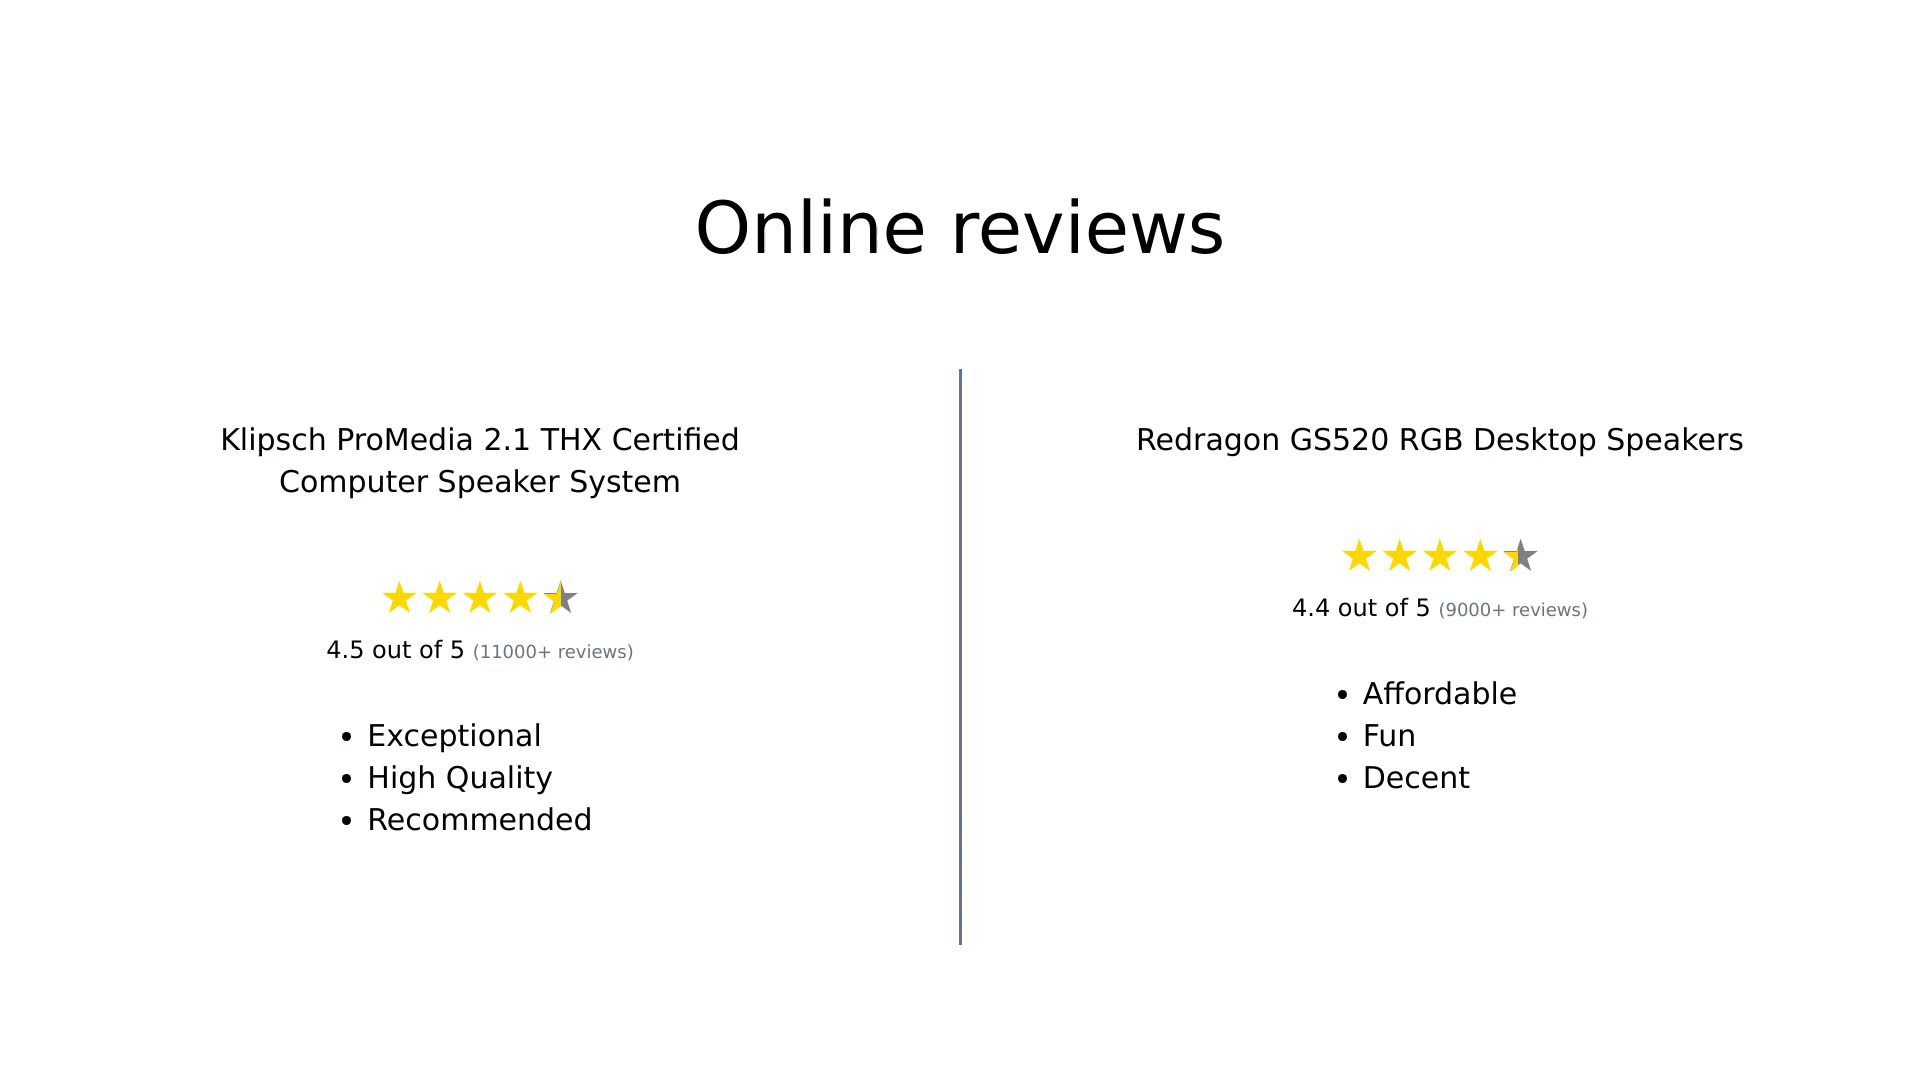 Online reviews
Klipsch ProMedia 2.1 THX Certified
Computer Speaker System
4.5 out of 5 (11000+ reviews)
• Exceptional
• High Quality
• Recommended
Redragon GS520 RGB Desktop Speakers
4.4 out of 5 (9000+ reviews)
• Affordable
• Fun
• Decent